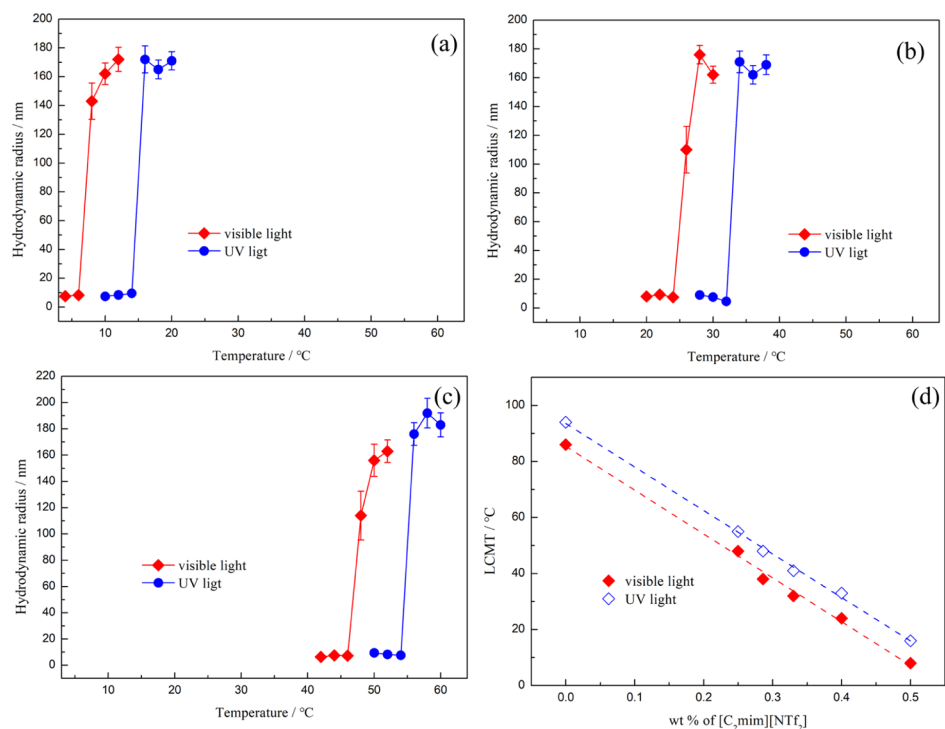 (a)
200
180
160
140
120
100
80
60
40
20
0
Hydrodynamic radius / nm
visible light
UV ligt
10 20 30 40 50 60
Temperature / °C
(b)
200
180
160
140
120
100
80
60
40
20
0
Hydrodynamic radius / nm
visible light
UV ligt
10 20 30 40 50 60
Temperature / °C
(c)
220
200
180
160
140
120
100
80
60
40
20
0
Hydrodynamic radius / nm
visible light
UV ligt
10 20 30 40 50 60
Temperature / °C
(d)
100
80
60
40
20
0
LCMT / °C
visible light
UV light
0.0 0.1 0.2 0.3 0.4 0.5
wt % of [C₂mim][NTf₂]